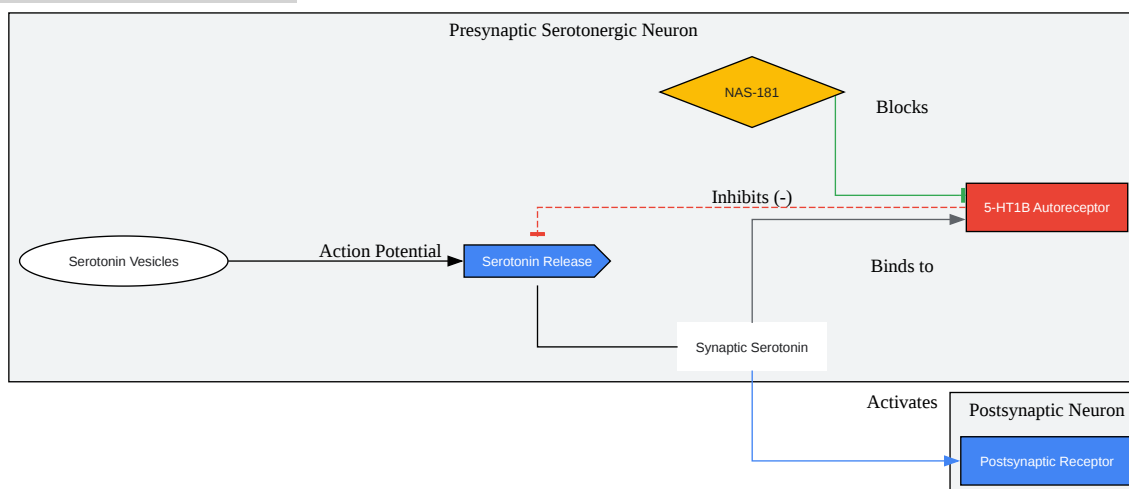 Presynaptic Serotonergic Neuron
NAS-181
Blocks
Inhibits (-)
5-HT1B Autoreceptor
Action Potential
Serotonin Vesicles
Serotonin Release
Binds to
Synaptic Serotonin
Activates
Postsynaptic Neuron
Postsynaptic Receptor